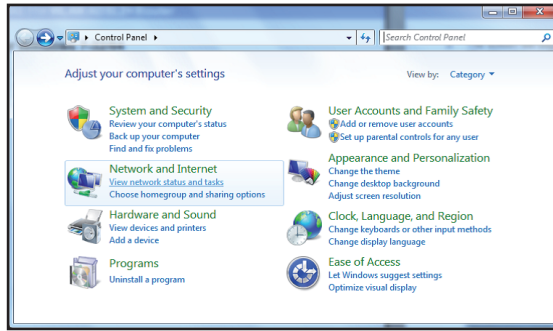 Control Panel
Search Control Panel
Adjust your computer's settings
View by: Category
System and Security
Review your computer's status
Back up your computer
Find and fix problems
Network and Internet
View network status and tasks
Choose homegroup and sharing options
Hardware and Sound
View devices and printers
Add a device
Programs
Uninstall a program
User Accounts and Family Safety
Add or remove user accounts
Set up parental controls for any user
Appearance and Personalization
Change the theme
Change desktop background
Adjust screen resolution
Clock, Language, and Region
Change keyboards or other input methods
Change display language
Ease of Access
Let Windows suggest settings
Optimize visual display